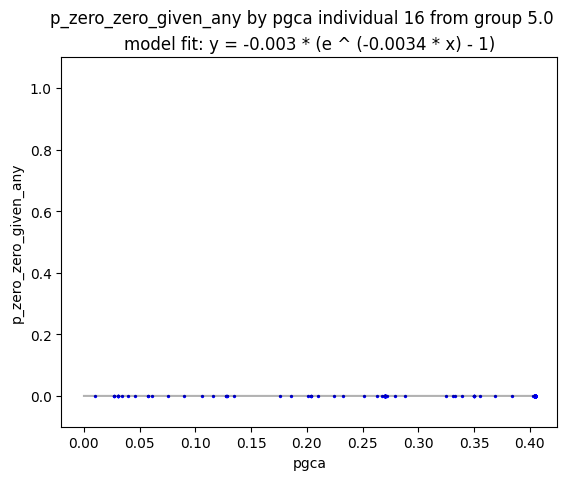 p_zero_zero_given_any by pgca individual 16 from group 5.0
model fit: y = -0.003 * (e ^ (-0.0034 * x) - 1)
1.0
0.8
0.6
0.4
0.2
0.0
p_zero_zero_given_any
0.00 0.05 0.10 0.15 0.20 0.25 0.30 0.35 0.40
pgca